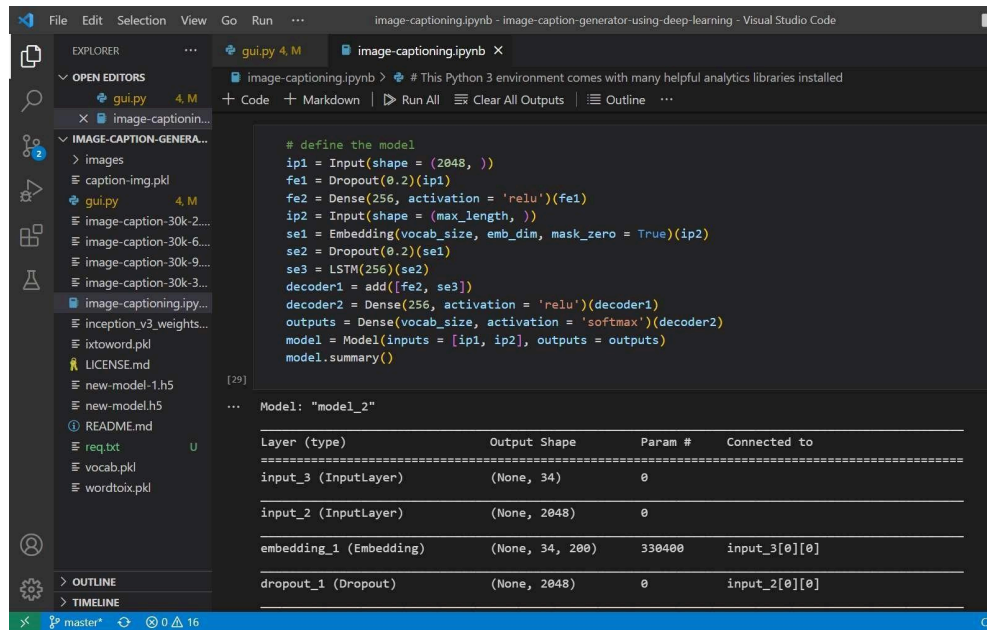 File Edit Selection View Go Run ··· image-captioning.ipynb - image-caption-generator-using-deep-learning - Visual Studio Code
EXPLORER ···
OPEN EDITORS
gui.py 4, M
image-captionin...
IMAGE-CAPTION-GENERA...
images
caption-img.pkl
gui.py 4, M
image-caption-30k-2....
image-caption-30k-6....
image-caption-30k-9....
image-caption-30k-3....
image-captioning.ipy...
inception_v3_weights...
ixtoword.pkl
LICENSE.md
new-model-1.h5
new-model.h5
README.md
req.txt U
vocab.pkl
wordtoix.pkl
OUTLINE
TIMELINE
2
gui.py 4, M image-captioning.ipynb
image-captioning.ipynb > # This Python 3 environment comes with many helpful analytics libraries installed
+ Code + Markdown | Run All Clear All Outputs | Outline ···
# define the model
ip1 = Input(shape = (2048, ))
fe1 = Dropout(0.2)(ip1)
fe2 = Dense(256, activation = 'relu')(fe1)
ip2 = Input(shape = (max_length, ))
se1 = Embedding(vocab_size, emb_dim, mask_zero = True)(ip2)
se2 = Dropout(0.2)(se1)
se3 = LSTM(256)(se2)
decoder1 = add([fe2, se3])
decoder2 = Dense(256, activation = 'relu')(decoder1)
outputs = Dense(vocab_size, activation = 'softmax')(decoder2)
model = Model(inputs = [ip1, ip2], outputs = outputs)
model.summary()
[29]
··· Model: "model_2"
Layer (type) Output Shape Param # Connected to
input_3 (InputLayer) (None, 34) 0
input_2 (InputLayer) (None, 2048) 0
embedding_1 (Embedding) (None, 34, 200) 330400 input_3[0][0]
dropout_1 (Dropout) (None, 2048) 0 input_2[0][0]
master* 0 16